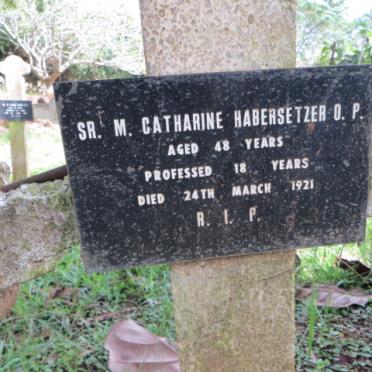 SR. M. CATHARINE HABERSETZER O. P.
AGED 48 YEARS
PROFESSED 18 YEARS
DIED 24TH MARCH 1921
R. I. P.